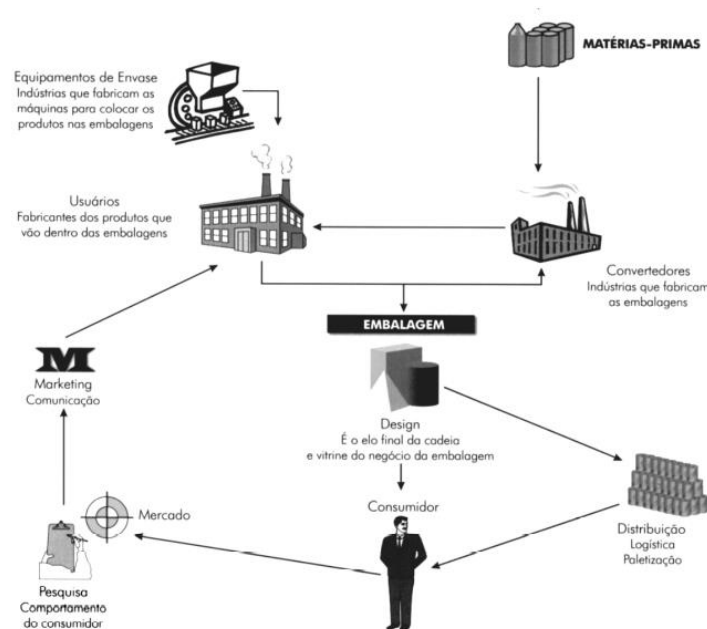 MATÉRIAS-PRIMAS
Equipamentos de Envase
Indústrias que fabricam as
máquinas para colocar os
produtos nas embalagens
Usuários
Fabricantes dos produtos que
vão dentro das embalagens
Convertedores
Indústrias que fabricam
as embalagens
EMBALAGEM
M
Marketing
Comunicação
Design
É o elo final da cadeia
e vitrine do negócio da embalagem
Consumidor
Mercado
Distribuição
Logística
Paletização
Pesquisa
Comportamento
do consumidor